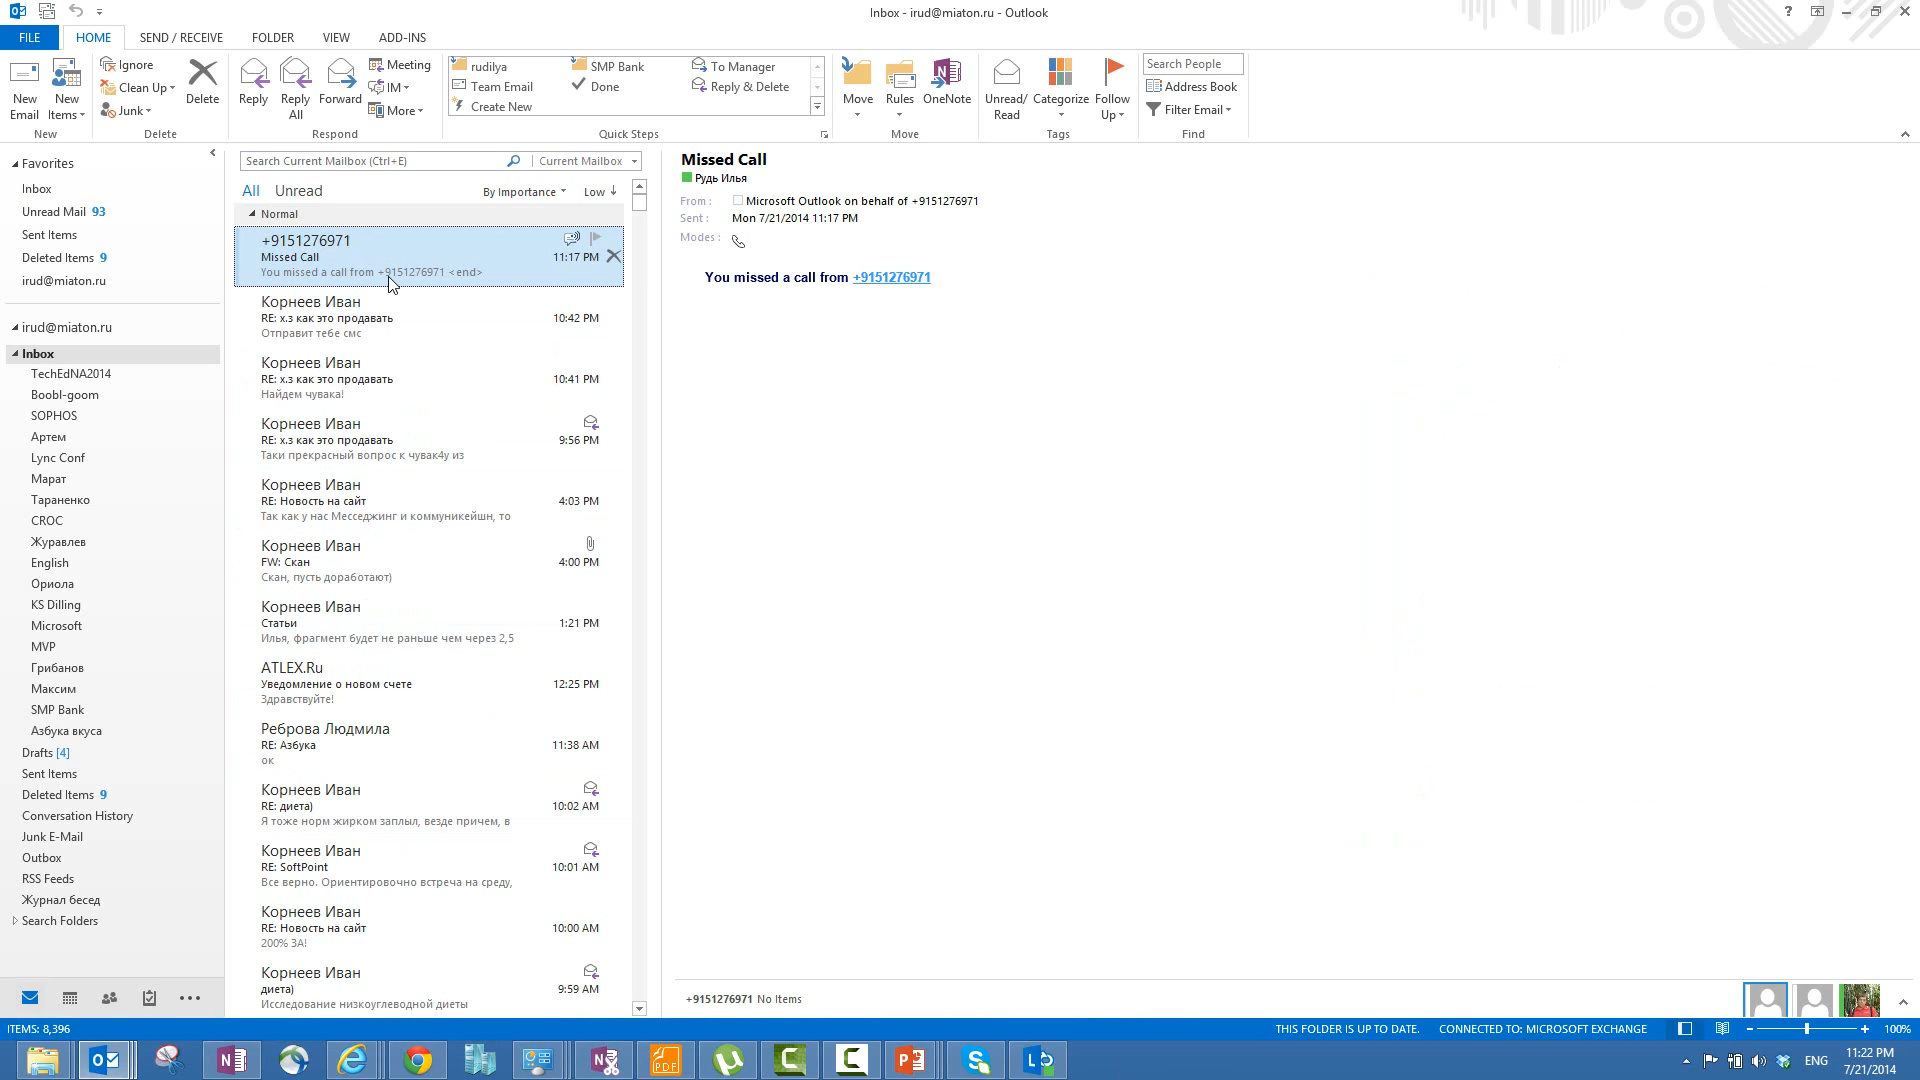 Inbox - irud@miaton.ru - Outlook
FILE HOME SEND / RECEIVE FOLDER VIEW ADD-INS
New Email
New Items
New
Ignore
Clean Up
Junk
Delete
Delete
Reply
Reply All
Forward
Meeting
IM
More
Respond
rudilya
Team Email
Create New
SMP Bank
Done
To Manager
Reply & Delete
Quick Steps
Move
Rules
OneNote
Move
Unread/ Read
Categorize
Follow Up
Tags
Search People
Address Book
Filter Email
Find
Favorites
Inbox
Unread Mail 93
Sent Items
Deleted Items 9
irud@miaton.ru
irud@miaton.ru
Inbox
TechEdNA2014
Boobl-goom
SOPHOS
Артем
Lync Conf
Марат
Тараненко
CROC
Журавлев
English
Ориола
KS Dilling
Microsoft
MVP
Грибанов
Максим
SMP Bank
Азбука вкуса
Drafts [4]
Sent Items
Deleted Items 9
Conversation History
Junk E-Mail
Outbox
RSS Feeds
Журнал бесед
Search Folders
Search Current Mailbox (Ctrl+E) Current Mailbox
All Unread By Importance Low
Normal
+9151276971
Missed Call 11:17 PM
You missed a call from +9151276971 <end>
Корнеев Иван
RE: х.з как это продавать 10:42 PM
Отправит тебе смс
Корнеев Иван
RE: х.з как это продавать 10:41 PM
Найдем чувака!
Корнеев Иван
RE: х.з как это продавать 9:56 PM
Таки прекрасный вопрос к чувак4у из
Корнеев Иван
RE: Новость на сайт 4:03 PM
Так как у нас Месседжинг и коммуникейшн, то
Корнеев Иван
FW: Скан 4:00 PM
Скан, пусть доработают)
Корнеев Иван
Статьи 1:21 PM
Илья, фрагмент будет не раньше чем через 2,5
ATLEX.Ru
Уведомление о новом счете 12:25 PM
Здравствуйте!
Реброва Людмила
RE: Азбука 11:38 AM
ок
Корнеев Иван
RE: диета) 10:02 AM
Я тоже норм жирком заплыл, везде причем, в
Корнеев Иван
RE: SoftPoint 10:01 AM
Все верно. Ориентировочно встреча на среду,
Корнеев Иван
RE: Новость на сайт 10:00 AM
200% ЗА!
Корнеев Иван
диета) 9:59 AM
Исследование низкоуглеводной диеты
Missed Call
Рудь Илья
From: Microsoft Outlook on behalf of +9151276971
Sent: Mon 7/21/2014 11:17 PM
Modes:
You missed a call from +9151276971
+9151276971 No Items
ITEMS: 8,396 THIS FOLDER IS UP TO DATE. CONNECTED TO: MICROSOFT EXCHANGE 100%
ENG
11:22 PM
7/21/2014